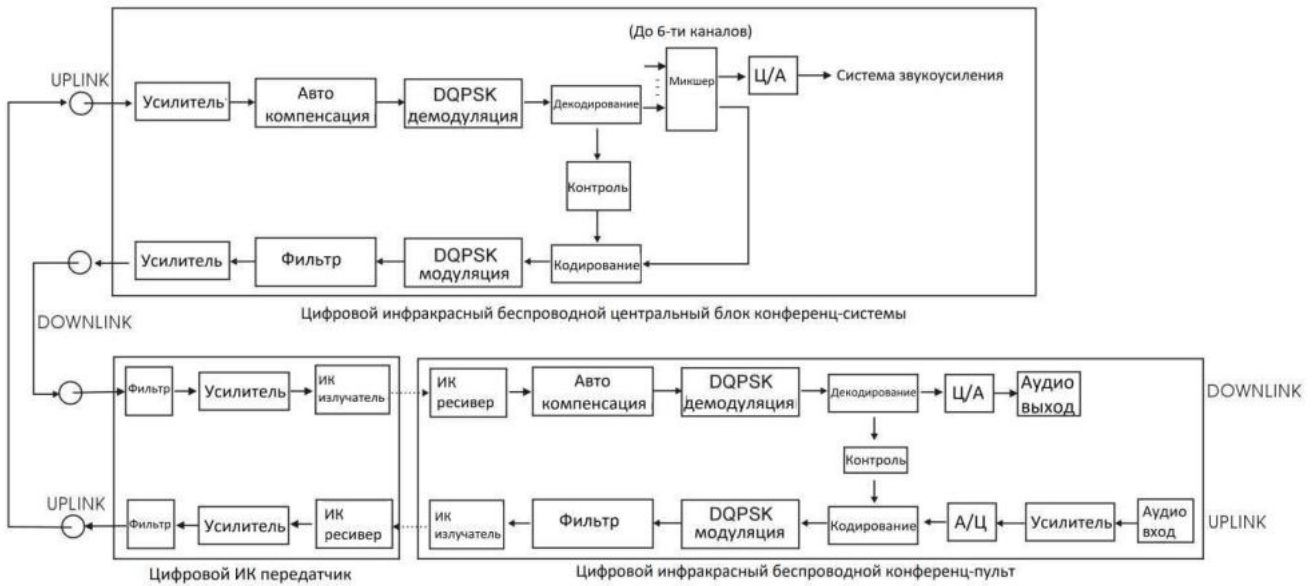 (До 6-ти каналов)
UPLINK
Усилитель
Авто
компенсация
DQPSK
демодуляция
Декодирование
Микшер
Ц/А
Система звукоусиления
Контроль
Усилитель
Фильтр
DQPSK
модуляция
Кодирование
Цифровой инфракрасный беспроводной центральный блок конференц-системы
DOWNLINK
Фильтр
Усилитель
ИК
излучатель
ИК
ресивер
Авто
компенсация
DQPSK
демодуляция
Декодирование
Ц/А
Аудио
выход
DOWNLINK
Контроль
UPLINK
Фильтр
Усилитель
ИК
ресивер
ИК
излучатель
Фильтр
DQPSK
модуляция
Кодирование
А/Ц
Усилитель
Аудио
вход
UPLINK
Цифровой ИК передатчик
Цифровой инфракрасный беспроводной конференц-пульт